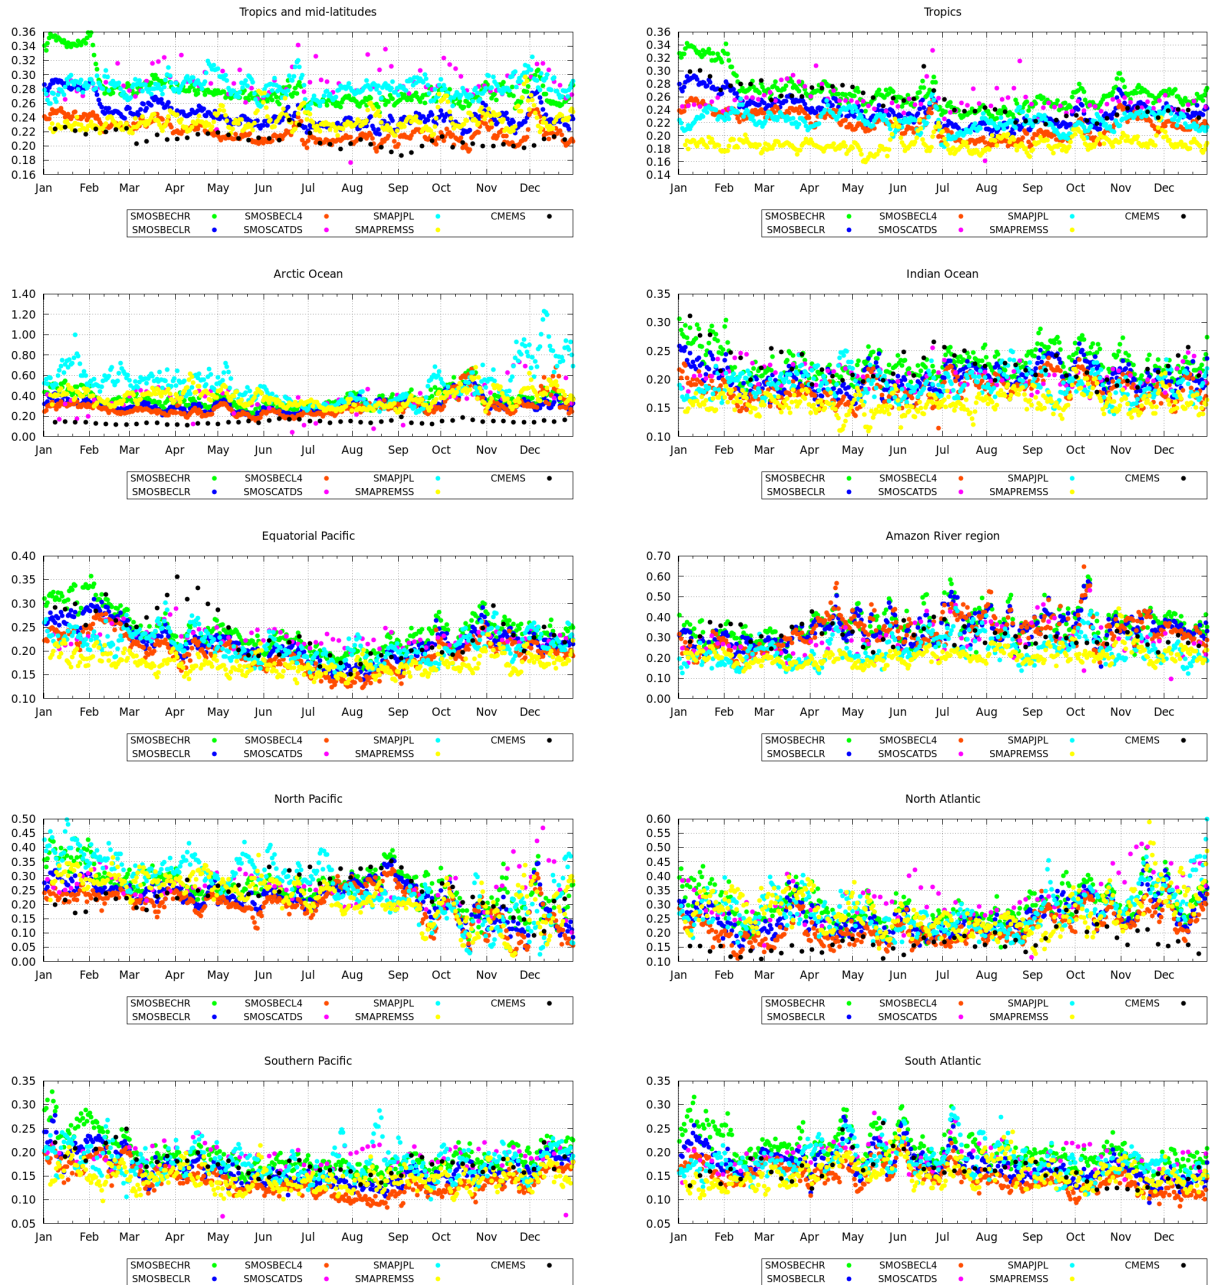 Tropics and mid-latitudes
0.36
0.34
0.32
0.30
0.28
0.26
0.24
0.22
0.20
0.18
0.16
Jan Feb Mar Apr May Jun Jul Aug Sep Oct Nov Dec
SMOSBECHR SMOSBECL4 SMAPJPL CMEMS
SMOSBECLR SMOSCATDS SMAPREMSS
Tropics
0.36
0.34
0.32
0.30
0.28
0.26
0.24
0.22
0.20
0.18
0.16
0.14
Jan Feb Mar Apr May Jun Jul Aug Sep Oct Nov Dec
SMOSBECHR SMOSBECL4 SMAPJPL CMEMS
SMOSBECLR SMOSCATDS SMAPREMSS
Arctic Ocean
1.40
1.20
1.00
0.80
0.60
0.40
0.20
0.00
Jan Feb Mar Apr May Jun Jul Aug Sep Oct Nov Dec
SMOSBECHR SMOSBECL4 SMAPJPL CMEMS
SMOSBECLR SMOSCATDS SMAPREMSS
Indian Ocean
0.35
0.30
0.25
0.20
0.15
0.10
Jan Feb Mar Apr May Jun Jul Aug Sep Oct Nov Dec
SMOSBECHR SMOSBECL4 SMAPJPL CMEMS
SMOSBECLR SMOSCATDS SMAPREMSS
Equatorial Pacific
0.40
0.35
0.30
0.25
0.20
0.15
0.10
Jan Feb Mar Apr May Jun Jul Aug Sep Oct Nov Dec
SMOSBECHR SMOSBECL4 SMAPJPL CMEMS
SMOSBECLR SMOSCATDS SMAPREMSS
Amazon River region
0.70
0.60
0.50
0.40
0.30
0.20
0.10
0.00
Jan Feb Mar Apr May Jun Jul Aug Sep Oct Nov Dec
SMOSBECHR SMOSBECL4 SMAPJPL CMEMS
SMOSBECLR SMOSCATDS SMAPREMSS
North Pacific
0.50
0.45
0.40
0.35
0.30
0.25
0.20
0.15
0.10
0.05
0.00
Jan Feb Mar Apr May Jun Jul Aug Sep Oct Nov Dec
SMOSBECHR SMOSBECL4 SMAPJPL CMEMS
SMOSBECLR SMOSCATDS SMAPREMSS
North Atlantic
0.60
0.55
0.50
0.45
0.40
0.35
0.30
0.25
0.20
0.15
0.10
Jan Feb Mar Apr May Jun Jul Aug Sep Oct Nov Dec
SMOSBECHR SMOSBECL4 SMAPJPL CMEMS
SMOSBECLR SMOSCATDS SMAPREMSS
Southern Pacific
0.35
0.30
0.25
0.20
0.15
0.10
0.05
Jan Feb Mar Apr May Jun Jul Aug Sep Oct Nov Dec
SMOSBECHR SMOSBECL4 SMAPJPL CMEMS
SMOSBECLR SMOSCATDS SMAPREMSS
South Atlantic
0.35
0.30
0.25
0.20
0.15
0.10
0.05
Jan Feb Mar Apr May Jun Jul Aug Sep Oct Nov Dec
SMOSBECHR SMOSBECL4 SMAPJPL CMEMS
SMOSBECLR SMOSCATDS SMAPREMSS